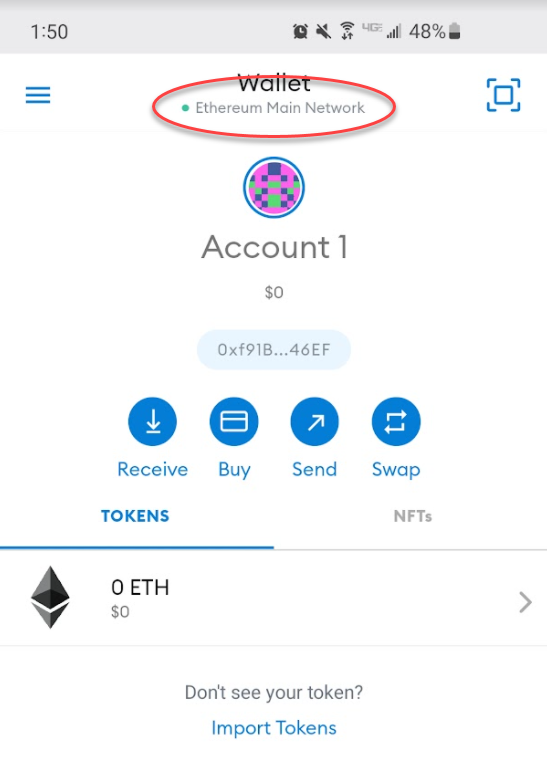 1:50 4GE 48%
Wallet
Ethereum Main Network
Account 1
$0
0xf91B...46EF
Receive Buy Send Swap
TOKENS NFTs
0 ETH
$0
Don't see your token?
Import Tokens